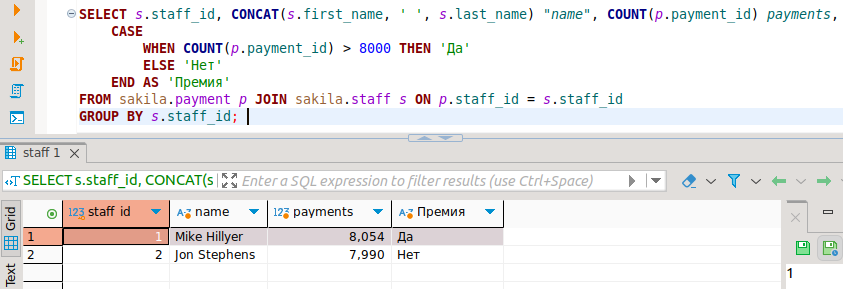 SELECT s.staff_id, CONCAT(s.first_name, ' ', s.last_name) "name", COUNT(p.payment_id) payments,
CASE
WHEN COUNT(p.payment_id) > 8000 THEN 'Да'
ELSE 'Нет'
END AS 'Премия'
FROM sakila.payment p JOIN sakila.staff s ON p.staff_id = s.staff_id
GROUP BY s.staff_id;
staff 1
SELECT s.staff_id, CONCAT(s Enter a SQL expression to filter results (use Ctrl+Space)
Grid
Text
123 staff_id A-Z name 123 payments A-Z Премия
1 1 Mike Hillyer 8,054 Да
2 2 Jon Stephens 7,990 Нет
1